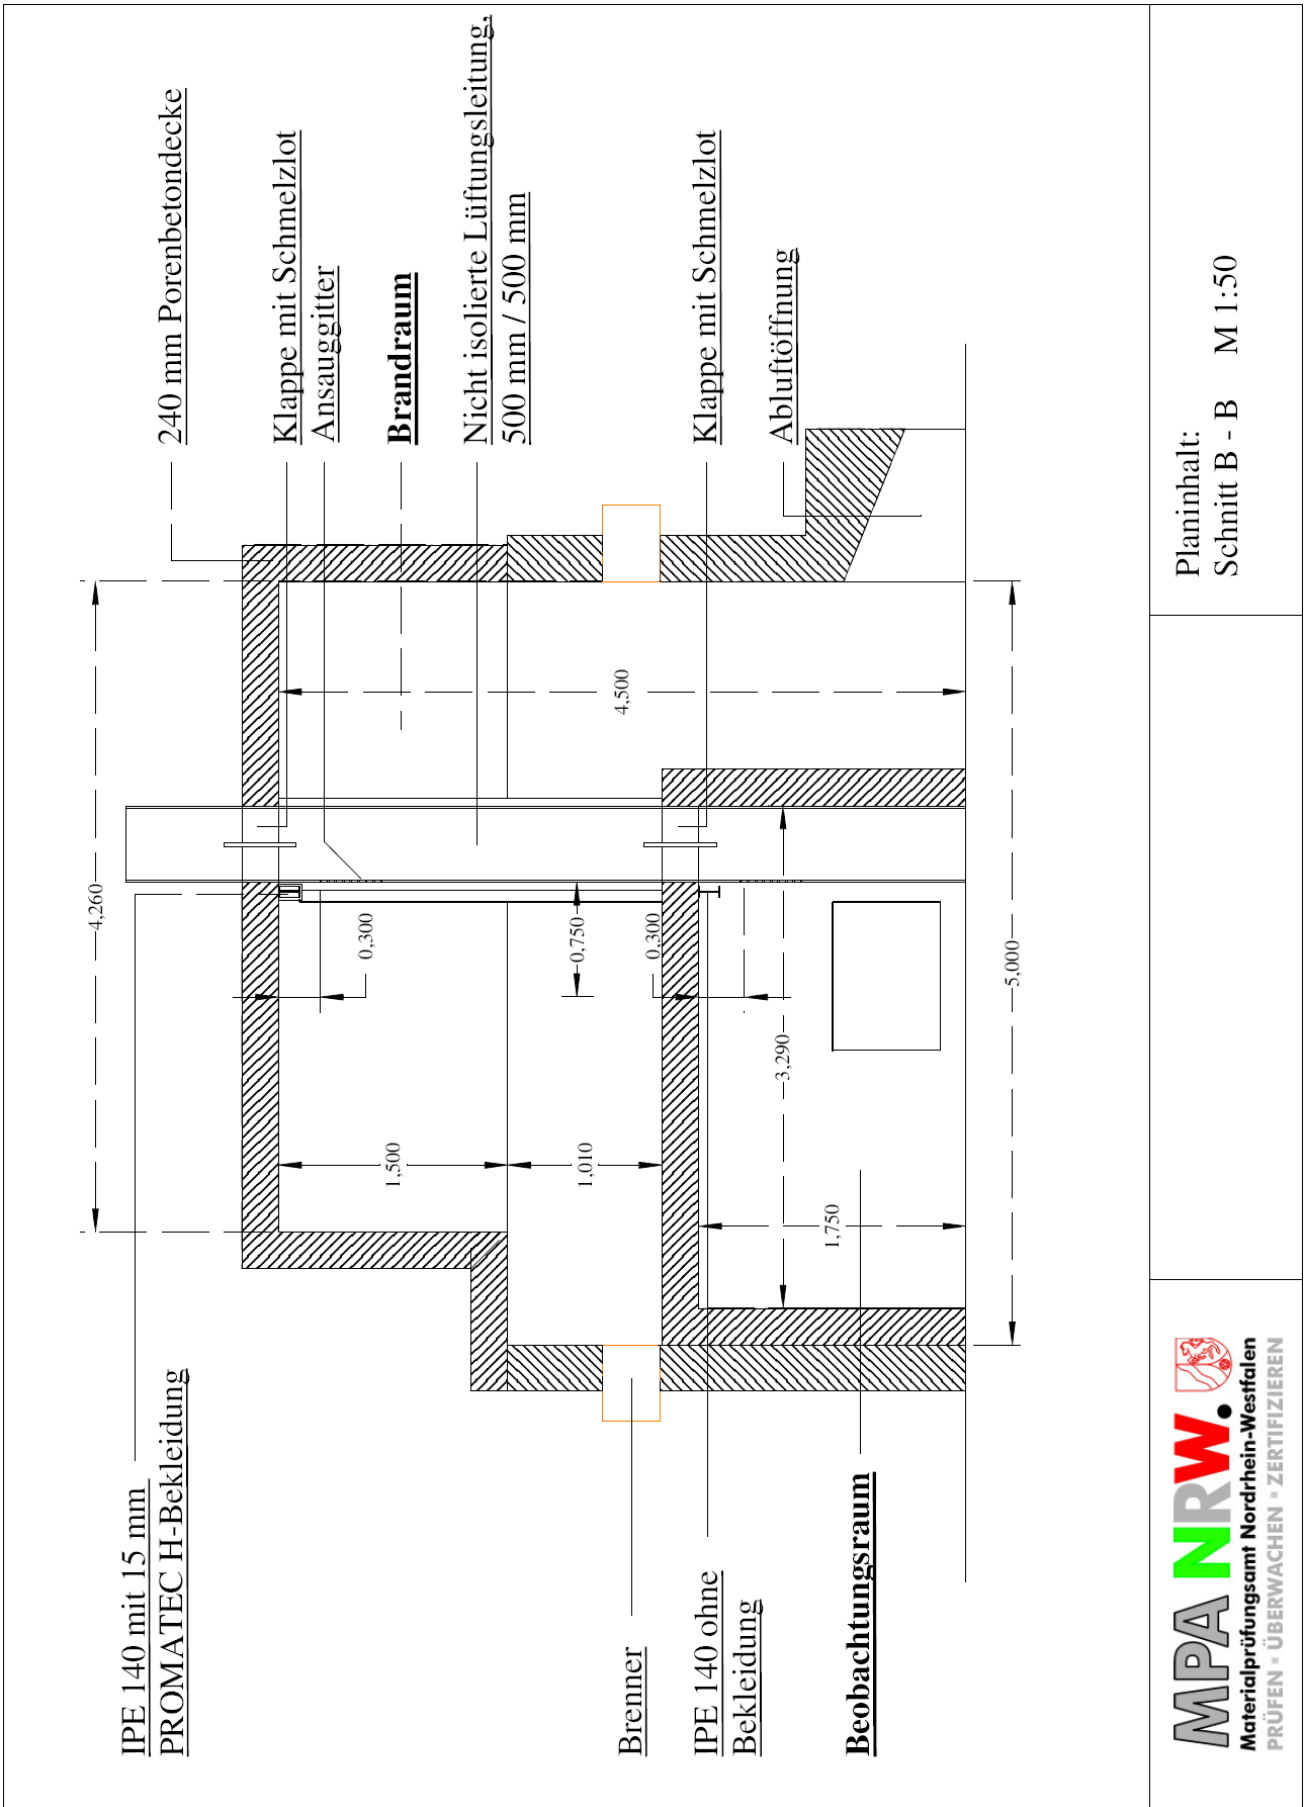 IPE 140 mit 15 mm
PROMATEC H-Bekleidung
240 mm Porenbetondecke
Klappe mit Schmelzlot
Ansauggitter
Brandraum
Nicht isolierte Lüftungsleitung,
500 mm / 500 mm
Klappe mit Schmelzlot
Abluftöffnung
Brenner
IPE 140 ohne
Bekleidung
Beobachtungsraum
4,260
0,300
1,500
0,750
1,010
4,500
0,300
3,290
1,750
5,000
MPA NRW.
Materialprüfungsamt Nordrhein-Westfalen
PRÜFEN ▪ ÜBERWACHEN ▪ ZERTIFIZIEREN
Planinhalt:
Schnitt B - B M 1:50